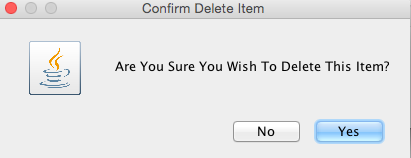 Confirm Delete Item
Are You Sure You Wish To Delete This Item?
No
Yes